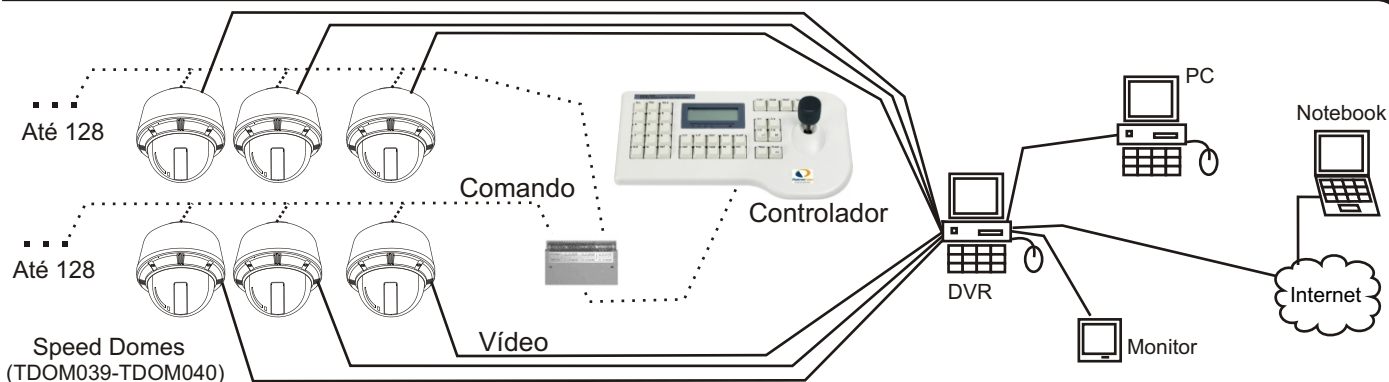 Até 128
Até 128
Speed Domes
(TDOM039-TDOM040)
Comando
Vídeo
Controlador
DVR
PC
Notebook
Internet
Monitor